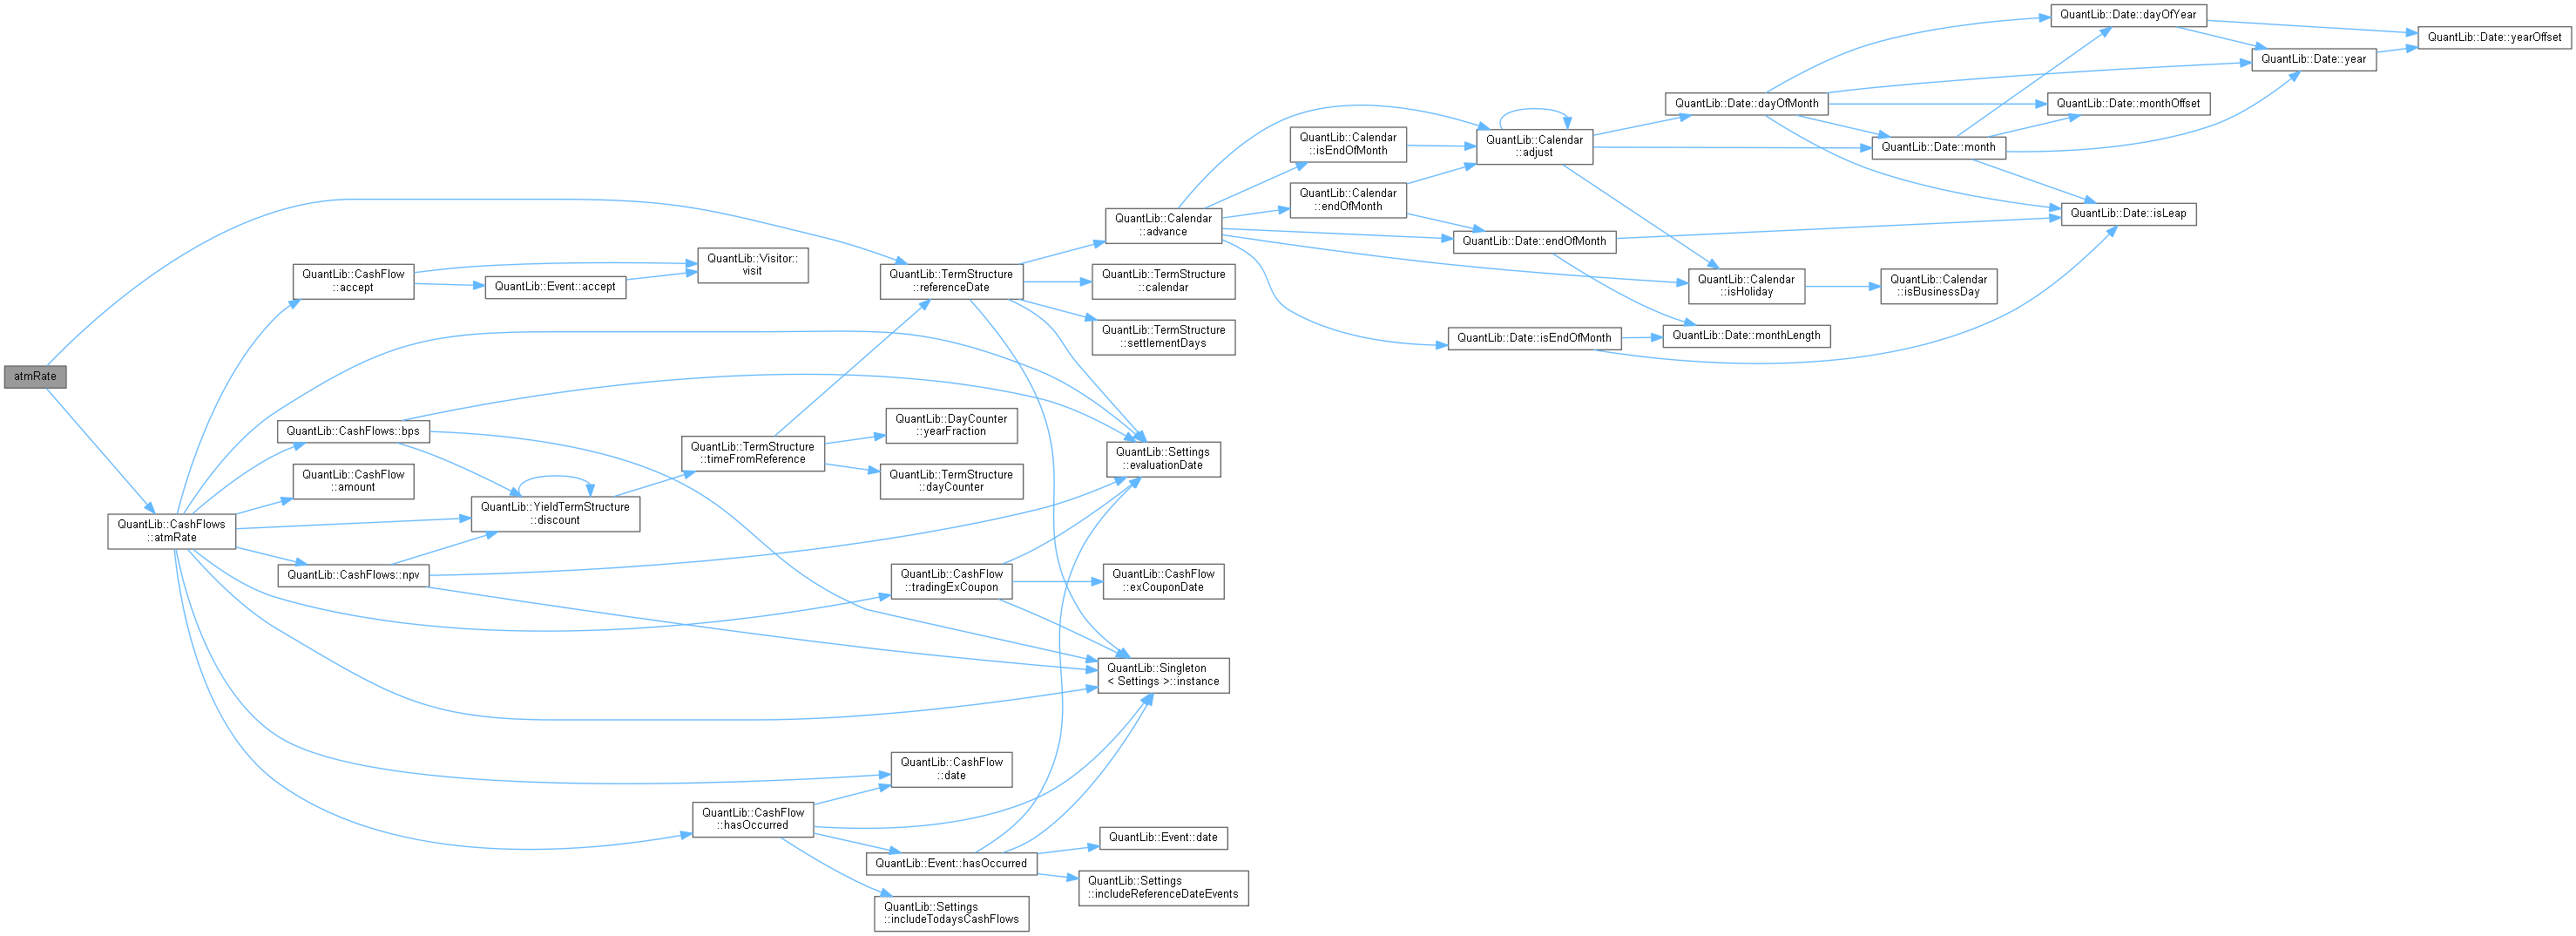 atmRate
QuantLib::CashFlows
::atmRate
QuantLib::CashFlow
::accept
QuantLib::Event::accept
QuantLib::Visitor::
visit
QuantLib::CashFlows::bps
QuantLib::CashFlow
::amount
QuantLib::YieldTermStructure
::discount
QuantLib::CashFlows::npv
QuantLib::TermStructure
::timeFromReference
QuantLib::TermStructure
::referenceDate
QuantLib::DayCounter
::yearFraction
QuantLib::TermStructure
::dayCounter
QuantLib::CashFlow
::tradingExCoupon
QuantLib::CashFlow
::date
QuantLib::CashFlow
::hasOccurred
QuantLib::Event::hasOccurred
QuantLib::Settings
::includeTodaysCashFlows
QuantLib::Calendar
::advance
QuantLib::TermStructure
::calendar
QuantLib::TermStructure
::settlementDays
QuantLib::Settings
::evaluationDate
QuantLib::CashFlow
::exCouponDate
QuantLib::Singleton
< Settings >::instance
QuantLib::Event::date
QuantLib::Settings
::includeReferenceDateEvents
QuantLib::Calendar
::isEndOfMonth
QuantLib::Calendar
::endOfMonth
QuantLib::Calendar
::adjust
QuantLib::Date::endOfMonth
QuantLib::Date::isEndOfMonth
QuantLib::Date::dayOfMonth
QuantLib::Calendar
::isHoliday
QuantLib::Date::monthLength
QuantLib::Date::month
QuantLib::Calendar
::isBusinessDay
QuantLib::Date::dayOfYear
QuantLib::Date::monthOffset
QuantLib::Date::isLeap
QuantLib::Date::year
QuantLib::Date::yearOffset